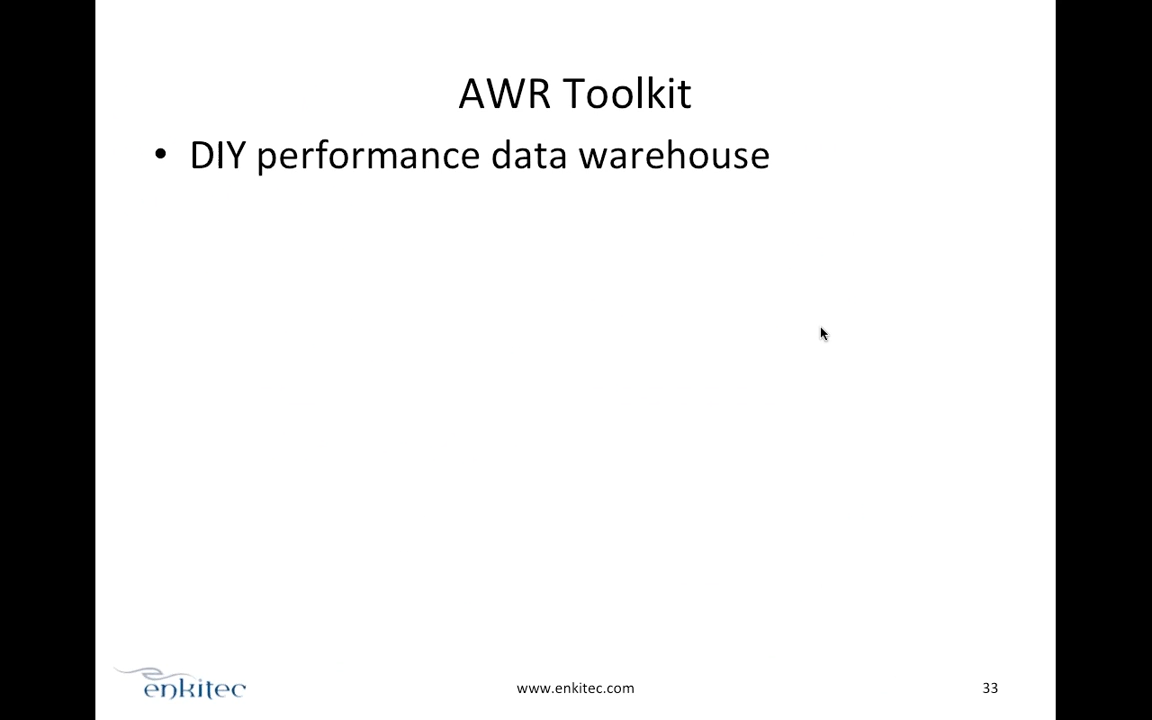 AWR Toolkit
• DIY performance data warehouse
enkitec
www.enkitec.com
33